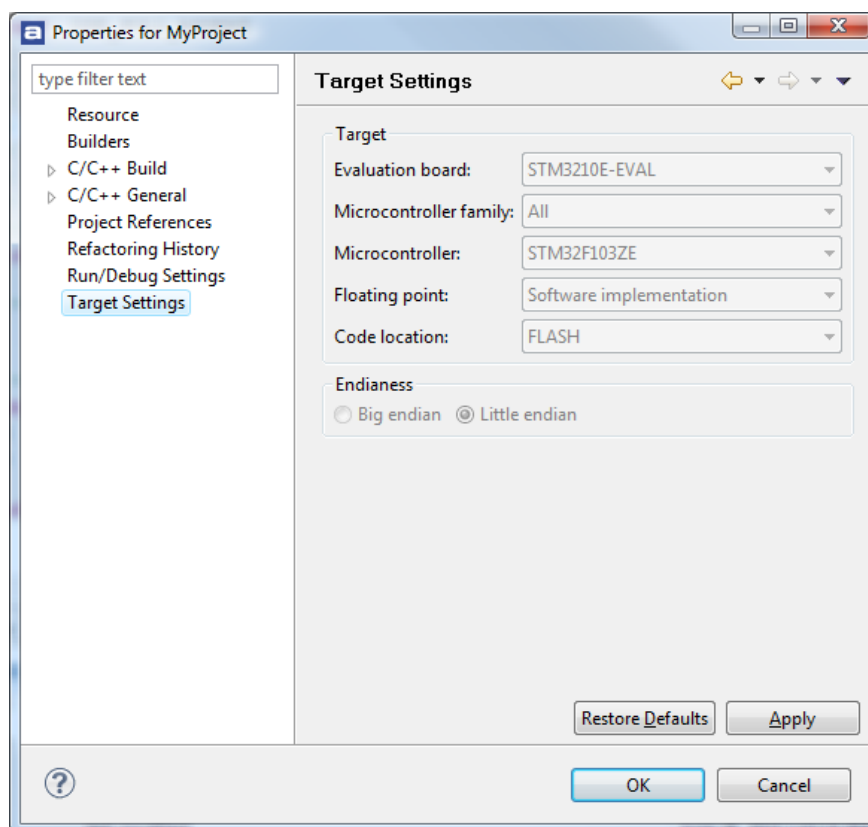 a Properties for MyProject
type filter text
Resource
Builders
C/C++ Build
C/C++ General
Project References
Refactoring History
Run/Debug Settings
Target Settings
Target Settings
Target
Evaluation board: STM3210E-EVAL
Microcontroller family: All
Microcontroller: STM32F103ZE
Floating point: Software implementation
Code location: FLASH
Endianess
Big endian Little endian
Restore Defaults Apply
? OK Cancel